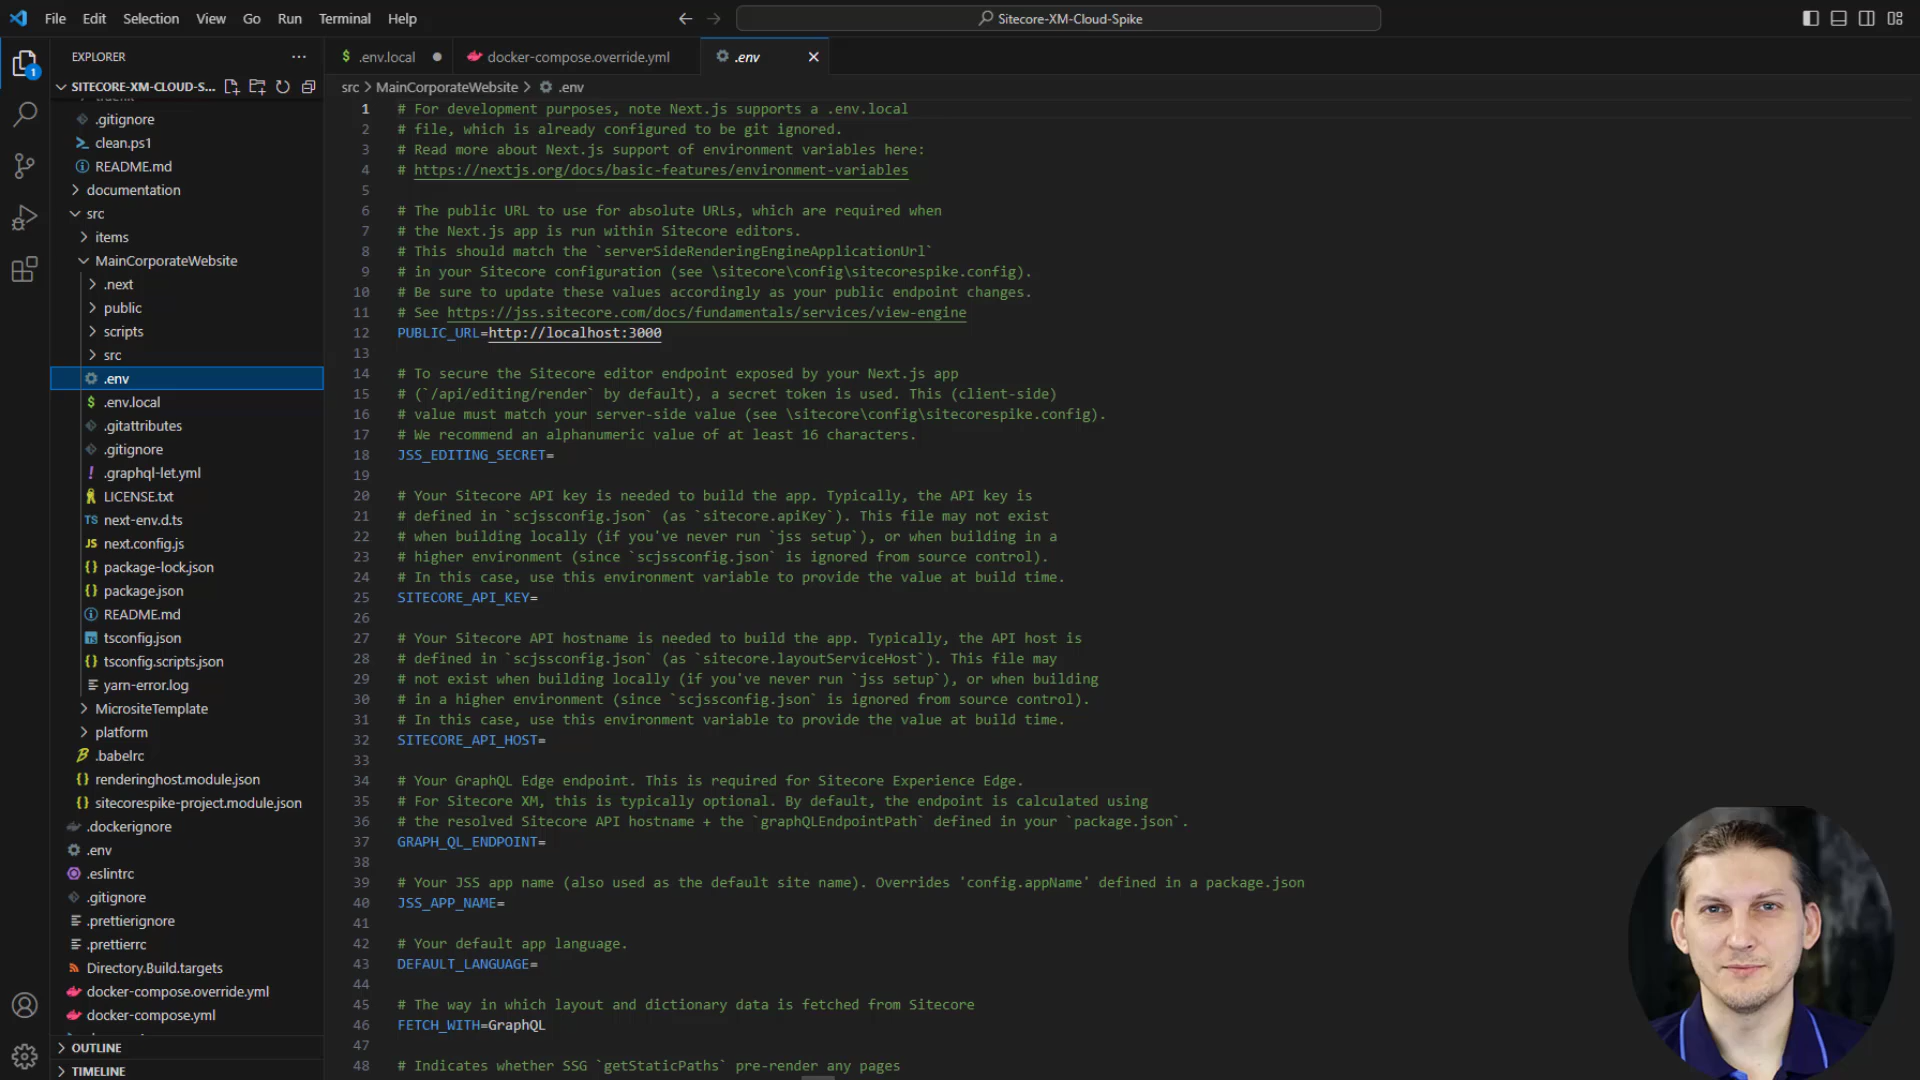 File Edit Selection View Go Run Terminal Help
Sitecore-XM-Cloud-Spike
EXPLORER
SITECORE-XM-CLOUD-S...
.gitignore
clean.ps1
README.md
documentation
src
items
MainCorporateWebsite
.next
public
scripts
src
.env
.env.local
.gitattributes
.gitignore
.graphql-let.yml
LICENSE.txt
next-env.d.ts
next.config.js
package-lock.json
package.json
README.md
tsconfig.json
tsconfig.scripts.json
yarn-error.log
MicrositeTemplate
platform
.babelrc
renderinghost.module.json
sitecorespike-project.module.json
.dockerignore
.env
.eslintrc
.gitignore
.prettierignore
.prettierrc
Directory.Build.targets
docker-compose.override.yml
docker-compose.yml
OUTLINE
TIMELINE
.env.local docker-compose.override.yml .env
src > MainCorporateWebsite > .env
1 # For development purposes, note Next.js supports a .env.local
2 # file, which is already configured to be git ignored.
3 # Read more about Next.js support of environment variables here:
4 # https://nextjs.org/docs/basic-features/environment-variables
5
6 # The public URL to use for absolute URLs, which are required when
7 # the Next.js app is run within Sitecore editors.
8 # This should match the `serverSideRenderingEngineApplicationUrl`
9 # in your Sitecore configuration (see \sitecore\config\sitecorespike.config).
10 # Be sure to update these values accordingly as your public endpoint changes.
11 # See https://jss.sitecore.com/docs/fundamentals/services/view-engine
12 PUBLIC_URL=http://localhost:3000
13
14 # To secure the Sitecore editor endpoint exposed by your Next.js app
15 # (`/api/editing/render` by default), a secret token is used. This (client-side)
16 # value must match your server-side value (see \sitecore\config\sitecorespike.config).
17 # We recommend an alphanumeric value of at least 16 characters.
18 JSS_EDITING_SECRET=
19
20 # Your Sitecore API key is needed to build the app. Typically, the API key is
21 # defined in `scjssconfig.json` (as `sitecore.apiKey`). This file may not exist
22 # when building locally (if you've never run `jss setup`), or when building in a
23 # higher environment (since `scjssconfig.json` is ignored from source control).
24 # In this case, use this environment variable to provide the value at build time.
25 SITECORE_API_KEY=
26
27 # Your Sitecore API hostname is needed to build the app. Typically, the API host is
28 # defined in `scjssconfig.json` (as `sitecore.layoutServiceHost`). This file may
29 # not exist when building locally (if you've never run `jss setup`), or when building
30 # in a higher environment (since `scjssconfig.json` is ignored from source control).
31 # In this case, use this environment variable to provide the value at build time.
32 SITECORE_API_HOST=
33
34 # Your GraphQL Edge endpoint. This is required for Sitecore Experience Edge.
35 # For Sitecore XM, this is typically optional. By default, the endpoint is calculated using
36 # the resolved Sitecore API hostname + the `graphQLEndpointPath` defined in your `package.json`.
37 GRAPH_QL_ENDPOINT=
38
39 # Your JSS app name (also used as the default site name). Overrides 'config.appName' defined in a package.json
40 JSS_APP_NAME=
41
42 # Your default app language.
43 DEFAULT_LANGUAGE=
44
45 # The way in which layout and dictionary data is fetched from Sitecore
46 FETCH_WITH=GraphQL
47
48 # Indicates whether SSG `getStaticPaths` pre-render any pages